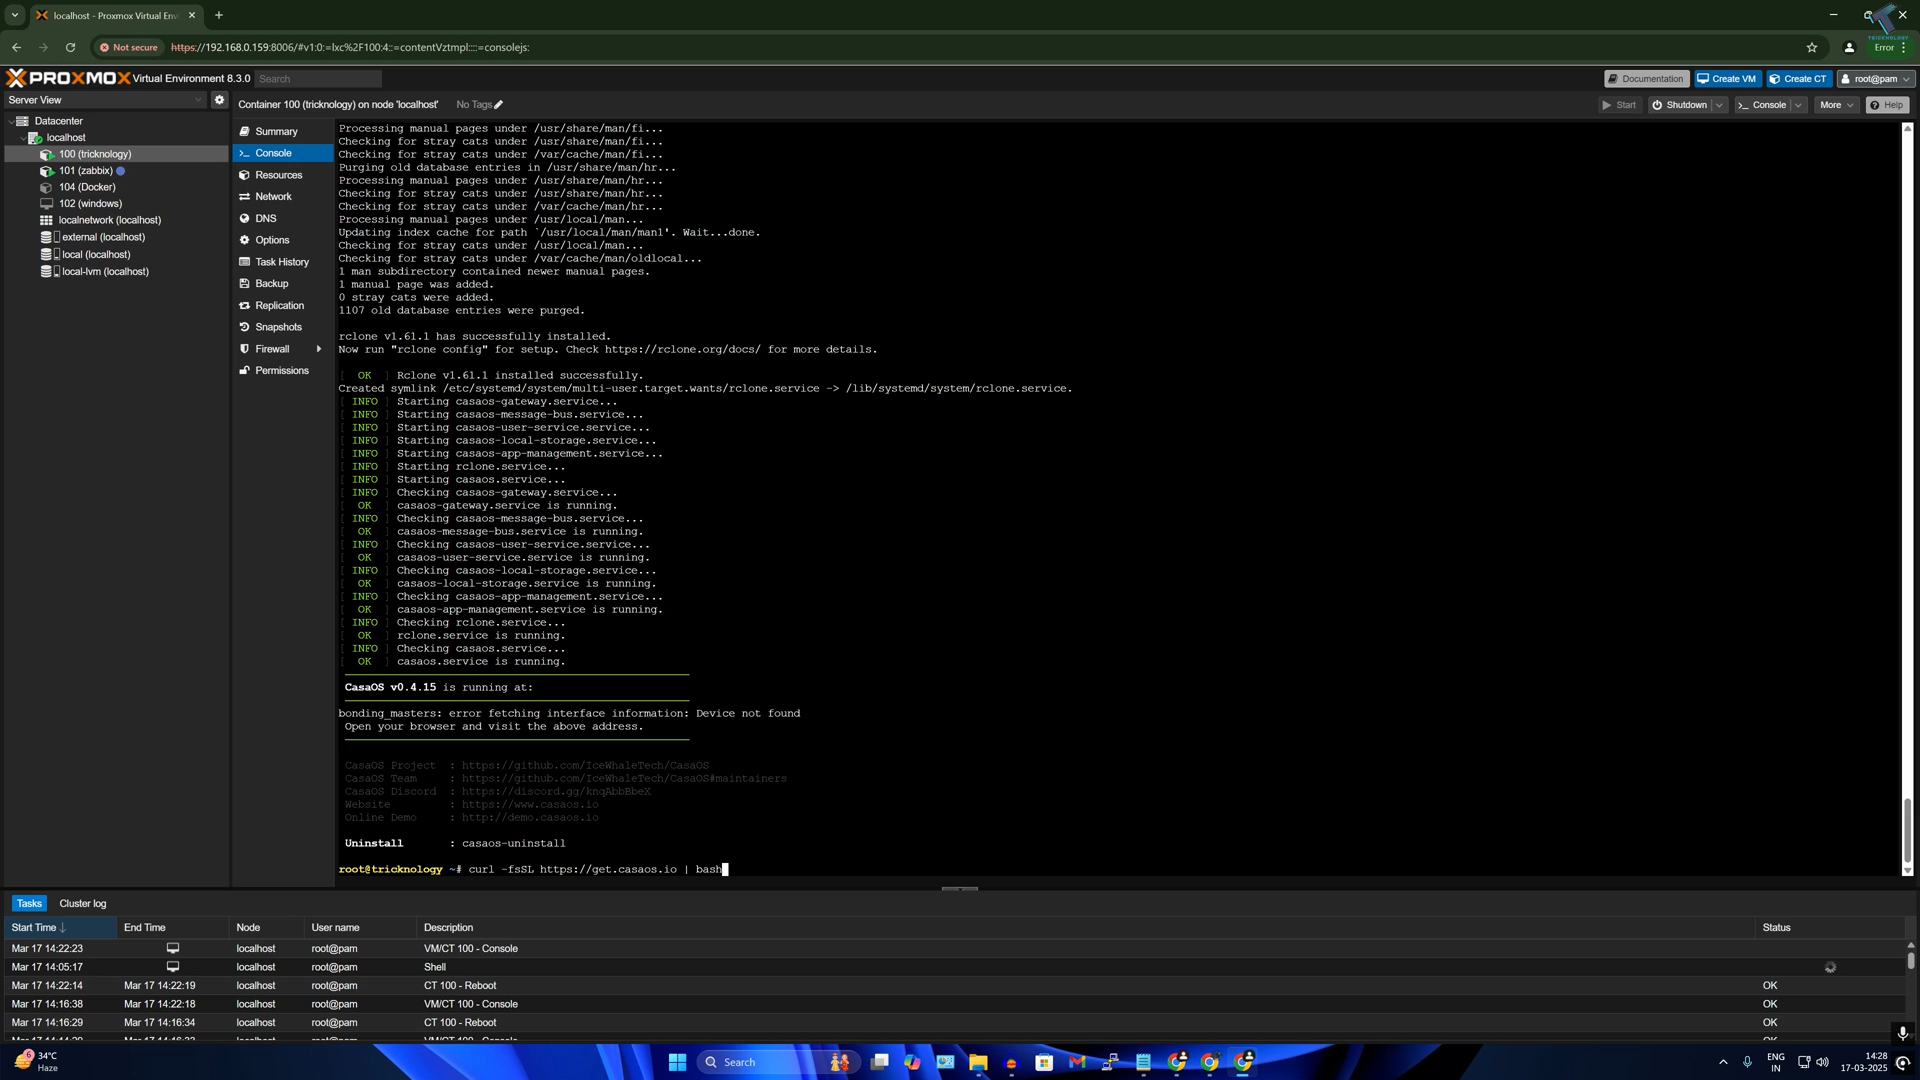 localhost - Proxmox Virtual Env
Not secure
https://192.168.0.159:8006/#v1:0:=lxc%2F100:4::=contentVztmpl::::=consolejs:
TRICKNOLOGY
Error
PROXMOX Virtual Environment 8.3.0
Search
Documentation
Create VM
Create CT
root@pam
Server View
Container 100 (tricknology) on node 'localhost'
No Tags
Start
Shutdown
Console
More
Help
Datacenter
localhost
100 (tricknology)
101 (zabbix)
104 (Docker)
102 (windows)
localnetwork (localhost)
external (localhost)
local (localhost)
local-lvm (localhost)
Summary
Console
Resources
Network
DNS
Options
Task History
Backup
Replication
Snapshots
Firewall
Permissions
Processing manual pages under /usr/share/man/fi...
Checking for stray cats under /usr/share/man/fi...
Checking for stray cats under /var/cache/man/fi...
Purging old database entries in /usr/share/man/hr...
Processing manual pages under /usr/share/man/hr...
Checking for stray cats under /usr/share/man/hr...
Checking for stray cats under /var/cache/man/hr...
Processing manual pages under /usr/local/man...
Updating index cache for path `/usr/local/man/man1'. Wait...done.
Checking for stray cats under /usr/local/man...
Checking for stray cats under /var/cache/man/oldlocal...
1 man subdirectory contained newer manual pages.
1 manual page was added.
0 stray cats were added.
1107 old database entries were purged.
rclone v1.61.1 has successfully installed.
Now run "rclone config" for setup. Check https://rclone.org/docs/ for more details.
[  OK  ] Rclone v1.61.1 installed successfully.
Created symlink /etc/systemd/system/multi-user.target.wants/rclone.service -> /lib/systemd/system/rclone.service.
[ INFO ] Starting casaos-gateway.service...
[ INFO ] Starting casaos-message-bus.service...
[ INFO ] Starting casaos-user-service.service...
[ INFO ] Starting casaos-local-storage.service...
[ INFO ] Starting casaos-app-management.service...
[ INFO ] Starting rclone.service...
[ INFO ] Starting casaos.service...
[ INFO ] Checking casaos-gateway.service...
[  OK  ] casaos-gateway.service is running.
[ INFO ] Checking casaos-message-bus.service...
[  OK  ] casaos-message-bus.service is running.
[ INFO ] Checking casaos-user-service.service...
[  OK  ] casaos-user-service.service is running.
[ INFO ] Checking casaos-local-storage.service...
[  OK  ] casaos-local-storage.service is running.
[ INFO ] Checking casaos-app-management.service...
[  OK  ] casaos-app-management.service is running.
[ INFO ] Checking rclone.service...
[  OK  ] rclone.service is running.
[ INFO ] Checking casaos.service...
[  OK  ] casaos.service is running.
CasaOS v0.4.15 is running at:
bonding_masters: error fetching interface information: Device not found
Open your browser and visit the above address.
CasaOS Project : https://github.com/IceWhaleTech/CasaOS
CasaOS Team : https://github.com/IceWhaleTech/CasaOS#maintainers
CasaOS Discord : https://discord.gg/knqAbbBbeX
Website : https://www.casaos.io
Online Demo : http://demo.casaos.io
Uninstall : casaos-uninstall
root@tricknology ~# curl -fsSL https://get.casaos.io | bash
Tasks
Cluster log
Start Time
End Time
Node
User name
Description
Status
Mar 17 14:22:23 localhost root@pam VM/CT 100 - Console
Mar 17 14:05:17 localhost root@pam Shell
Mar 17 14:22:14 Mar 17 14:22:19 localhost root@pam CT 100 - Reboot OK
Mar 17 14:16:38 Mar 17 14:22:18 localhost root@pam VM/CT 100 - Console OK
Mar 17 14:16:29 Mar 17 14:16:34 localhost root@pam CT 100 - Reboot OK
6
34°C
Haze
Search
ENG
IN
14:28
17-03-2025